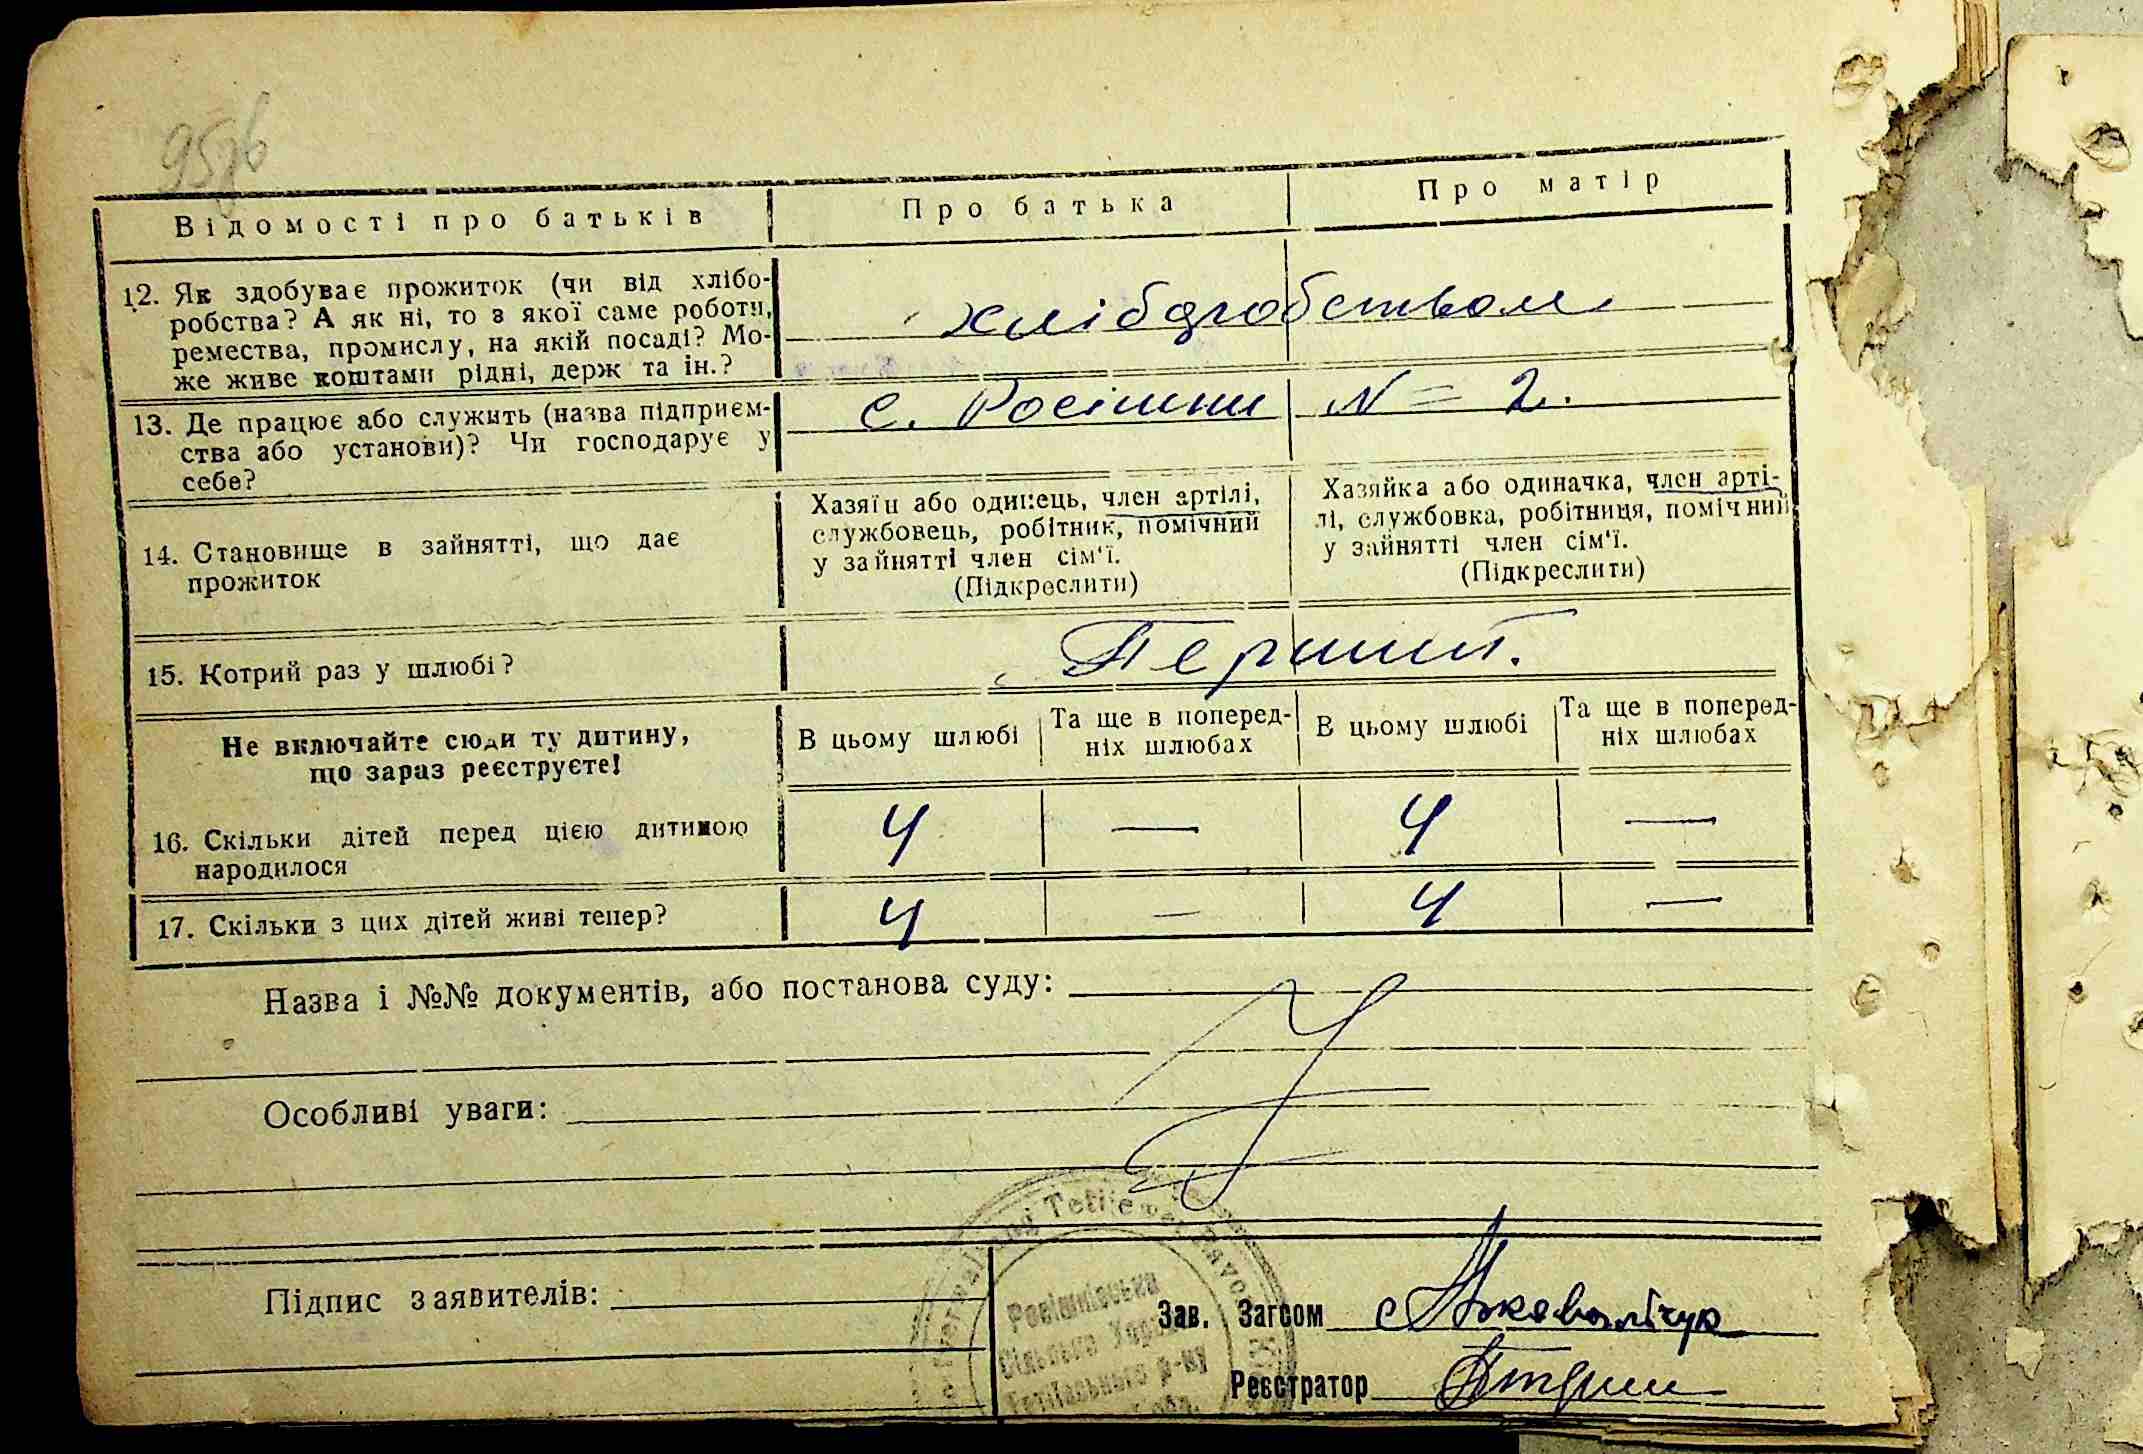 Відомості про батьків
Про батька
Про матір
12. Як здобуває прожиток (чи від хлібо-
робства? А як ні, то з якої саме роботи,
ремества, промислу, на якій посаді? Мо-
же живе коштами рідні, держ та ін.?
хліборобством
13. Де працює або служить (назва підприєм-
ства або установи)? Чи господарує у
себе?
с. Росішки N = 2.
14. Становище в зайнятті, що дає
прожиток
Хазяїн або одинець, член артілі,
службовець, робітник, помічний
у зайнятті член сім'ї.
(Підкреслити)
Хазяйка або одиначка, член арті-
лі, службовка, робітниця, помічний
у зайнятті член сім'ї.
(Підкреслити)
15. Котрий раз у шлюбі?
Перший.
Не включайте сюди ту дитину,
що зараз реєструєте!
В цьому шлюбі
Та ще в поперед-
ніх шлюбах
В цьому шлюбі
Та ще в поперед-
ніх шлюбах
16. Скільки дітей перед цією дитиною
народилося
4 — 4 —
17. Скільки з цих дітей живі тепер?
4 — 4 —
Назва і №№ документів, або постанова суду:
Особливі уваги:
Підпис заявителів:
Зав. Загсом
Реєстратор
Сільська Управа
Тетіївського р-ну